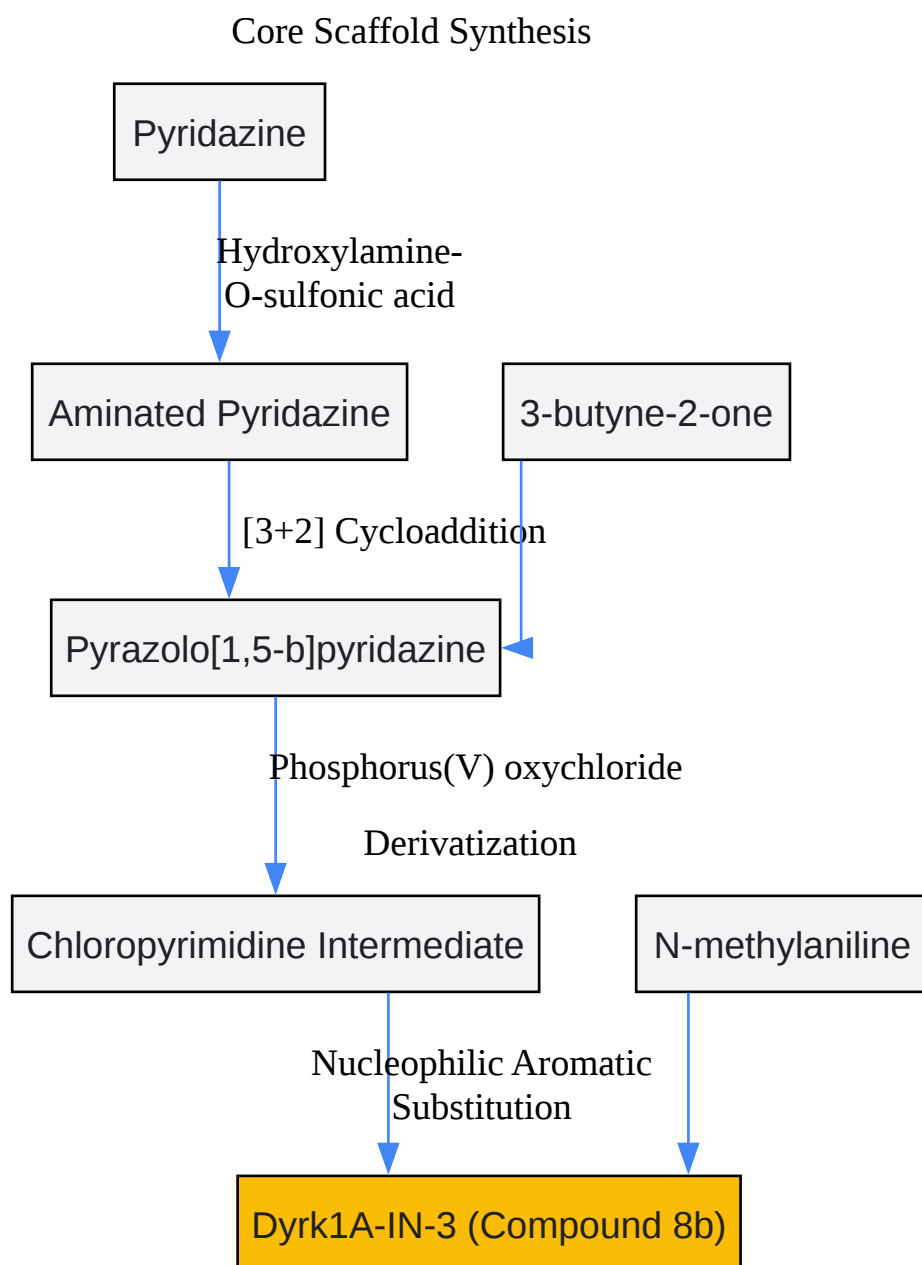 Core Scaffold Synthesis
Pyridazine
Hydroxylamine-
O-sulfonic acid
Aminated Pyridazine
3-butyne-2-one
[3+2] Cycloaddition
Pyrazolo[1,5-b]pyridazine
Phosphorus(V) oxychloride
Derivatization
Chloropyrimidine Intermediate
N-methylaniline
Nucleophilic Aromatic
Substitution
Dyrk1A-IN-3 (Compound 8b)